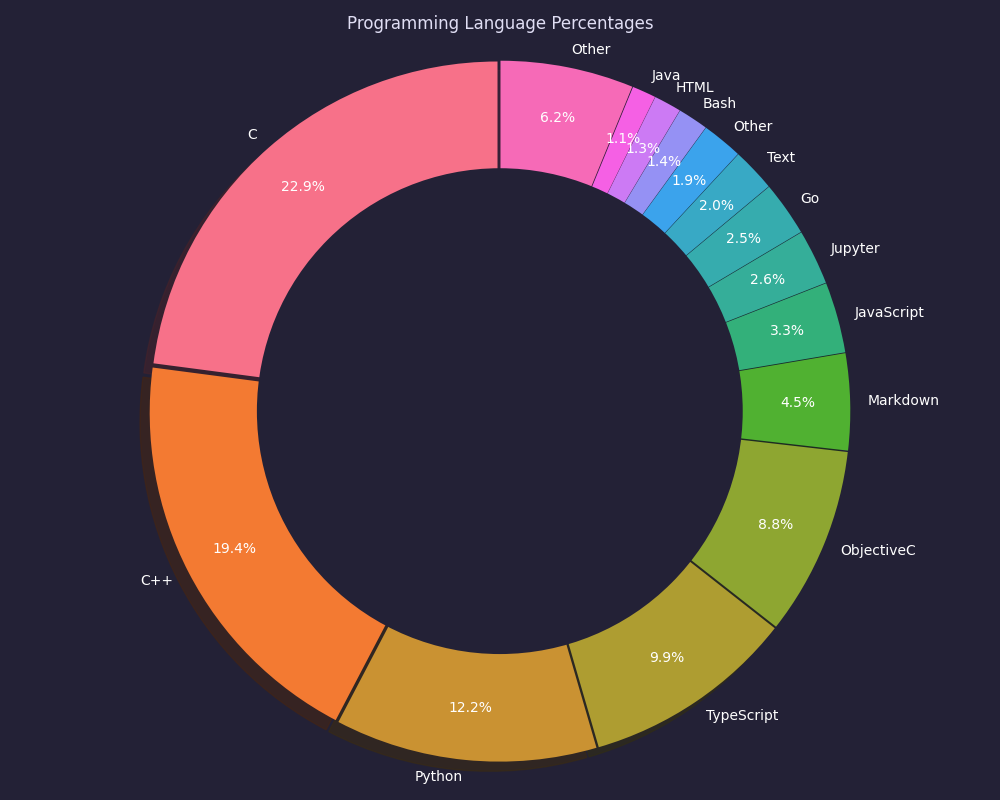 Programming Language Percentages
C
22.9%
C++
19.4%
Python
12.2%
TypeScript
9.9%
ObjectiveC
8.8%
Markdown
4.5%
JavaScript
3.3%
Jupyter
2.6%
Go
2.5%
Text
2.0%
Other
1.9%
Bash
1.4%
HTML
1.3%
Java
1.1%
Other
6.2%